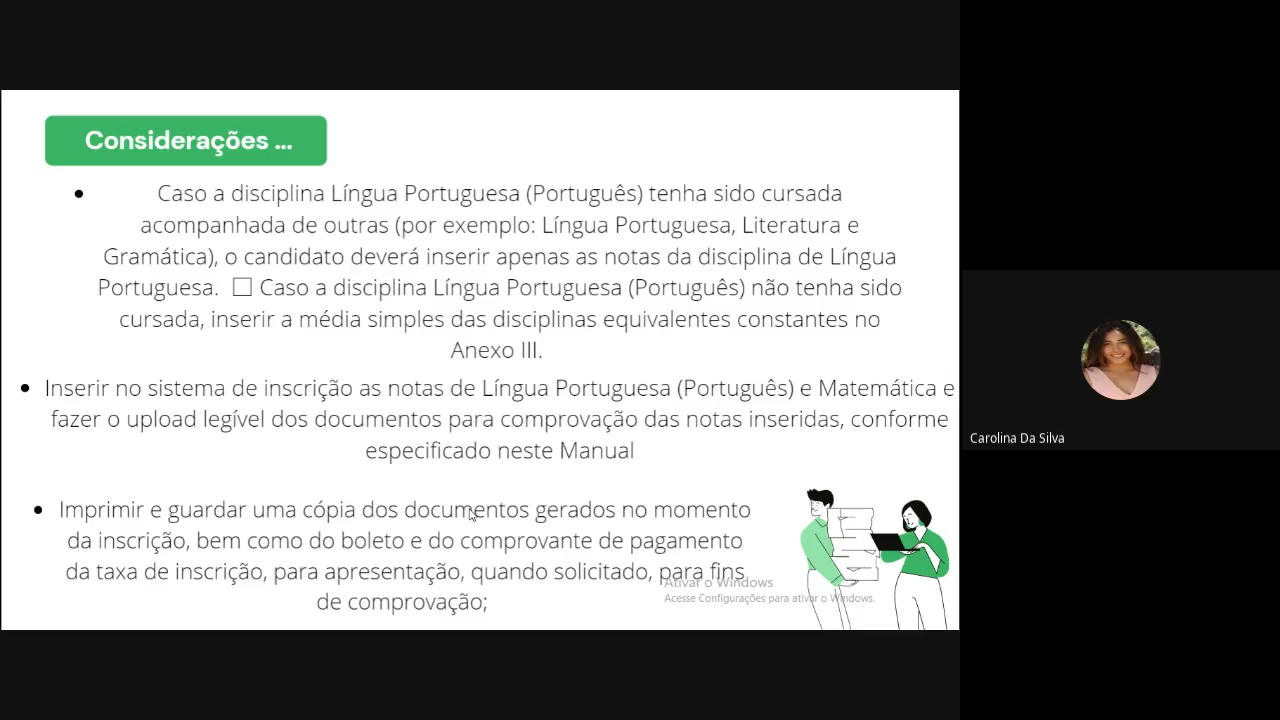 Considerações ...
Caso a disciplina Língua Portuguesa (Português) tenha sido cursada
acompanhada de outras (por exemplo: Língua Portuguesa, Literatura e
Gramática), o candidato deverá inserir apenas as notas da disciplina de Língua
Portuguesa. □ Caso a disciplina Língua Portuguesa (Português) não tenha sido
cursada, inserir a média simples das disciplinas equivalentes constantes no
Anexo III.
Inserir no sistema de inscrição as notas de Língua Portuguesa (Português) e Matemática e
fazer o upload legível dos documentos para comprovação das notas inseridas, conforme
especificado neste Manual
Imprimir e guardar uma cópia dos documentos gerados no momento
da inscrição, bem como do boleto e do comprovante de pagamento
da taxa de inscrição, para apresentação, quando solicitado, para fins
de comprovação;
Ativar o Windows
Acesse Configurações para ativar o Windows.
Carolina Da Silva